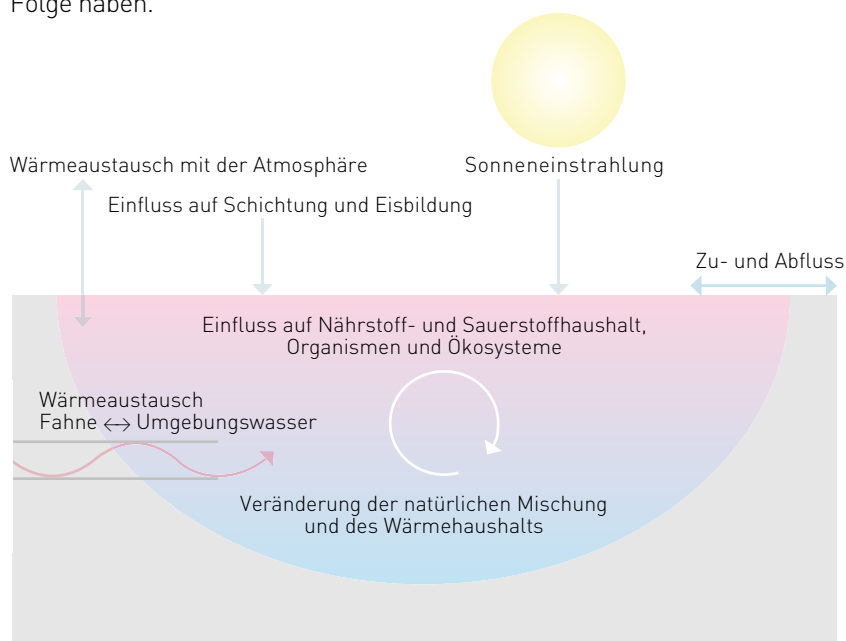 Folge haben.
Wärmeaustausch mit der Atmosphäre
Sonneneinstrahlung
Einfluss auf Schichtung und Eisbildung
Zu- und Abfluss
Einfluss auf Nährstoff- und Sauerstoffhaushalt,
Organismen und Ökosysteme
Wärmeaustausch
Fahne ↔ Umgebungswasser
Veränderung der natürlichen Mischung
und des Wärmehaushalts